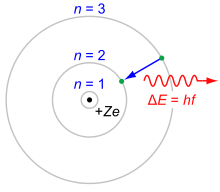 n = 3
n = 2
n = 1
+Ze
ΔE = hf